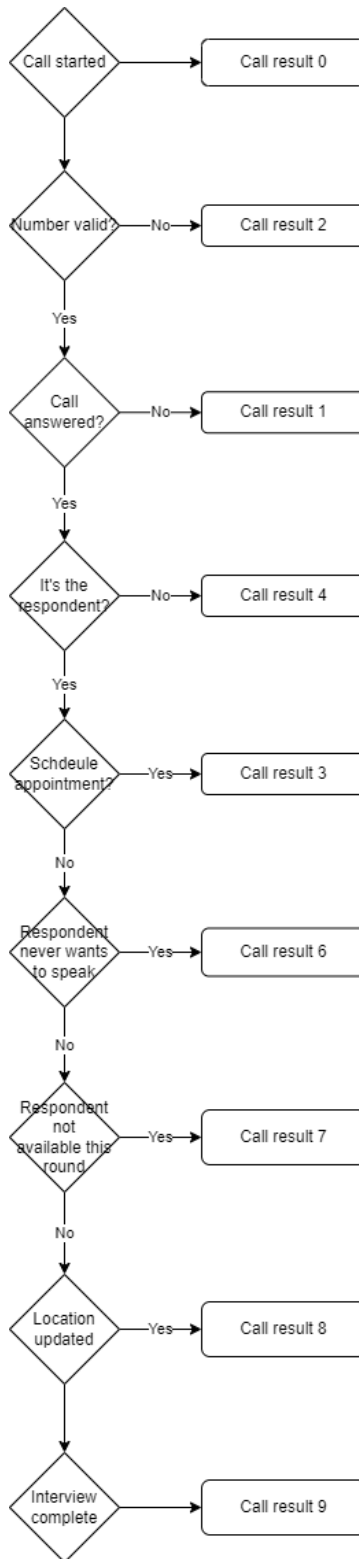 Call started
Call result 0
Number valid?
No
Call result 2
Yes
Call
answered?
No
Call result 1
Yes
It's the
respondent?
No
Call result 4
Yes
Schdeule
appointment?
Yes
Call result 3
No
Respondent
never wants
to speak
Yes
Call result 6
No
Respondent
not
available this
round
Yes
Call result 7
No
Location
updated
Yes
Call result 8
Interview
complete
Call result 9